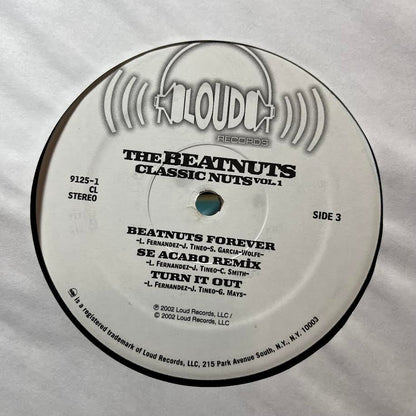 LOUD
RECORDS
THE BEATNUTS
CLASSIC NUTS VOL. 1
9125-1
CL
STEREO
SIDE 3
BEATNUTS FOREVER
-L. FERNANDEZ-J. TINEO-S. GARCIA-WOLFE-
SE ACABO REMIX
-L. FERNANDEZ-J. TINEO-C. SMITH-
TURN IT OUT
-L. FERNANDEZ-J. TINEO-G. MAYS-
℗ 2002 Loud Records, LLC /
© 2002 Loud Records, LLC
is a registered trademark of Loud Records, LLC, 215 Park Avenue South, N.Y., N.Y. 10003